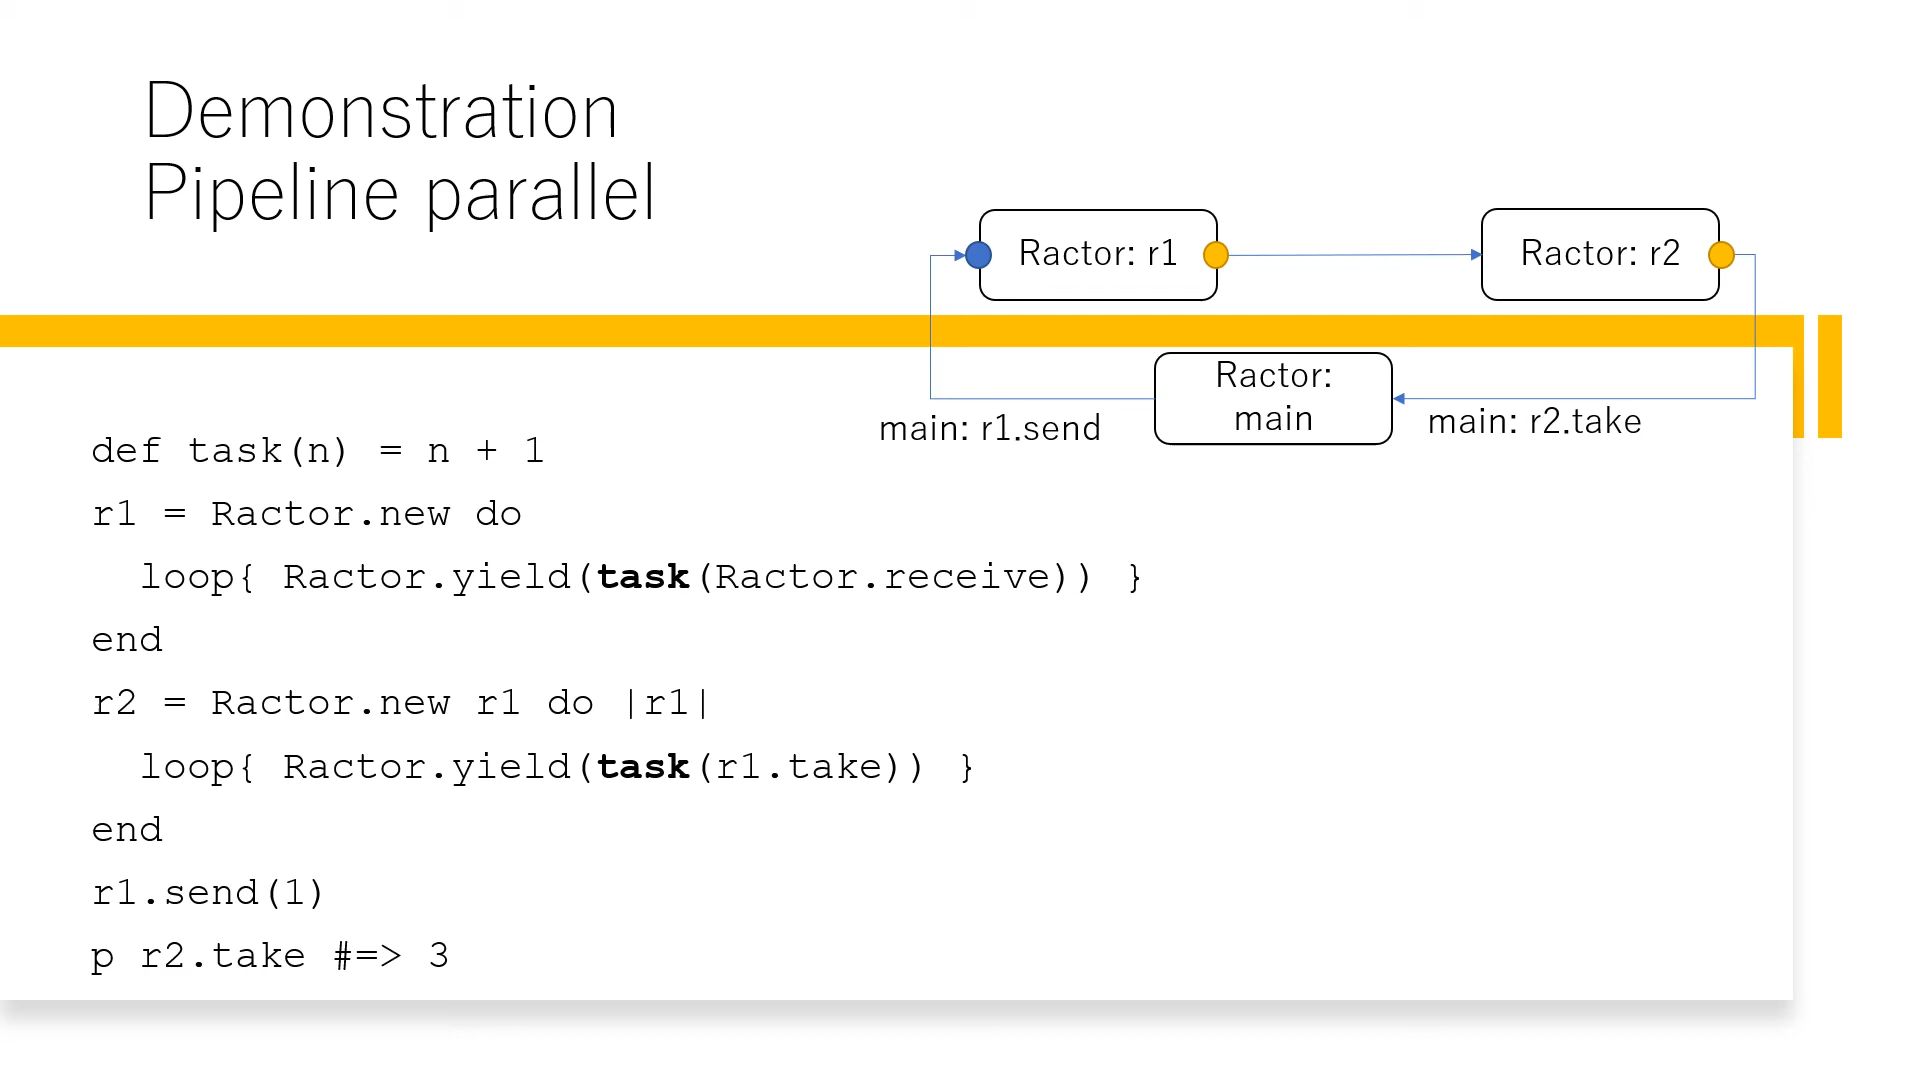 Demonstration
Pipeline parallel
Ractor: r1
Ractor: r2
Ractor:
main
main: r1.send
main: r2.take
def task(n) = n + 1
r1 = Ractor.new do
  loop{ Ractor.yield(task(Ractor.receive)) }
end
r2 = Ractor.new r1 do |r1|
  loop{ Ractor.yield(task(r1.take)) }
end
r1.send(1)
p r2.take #=> 3